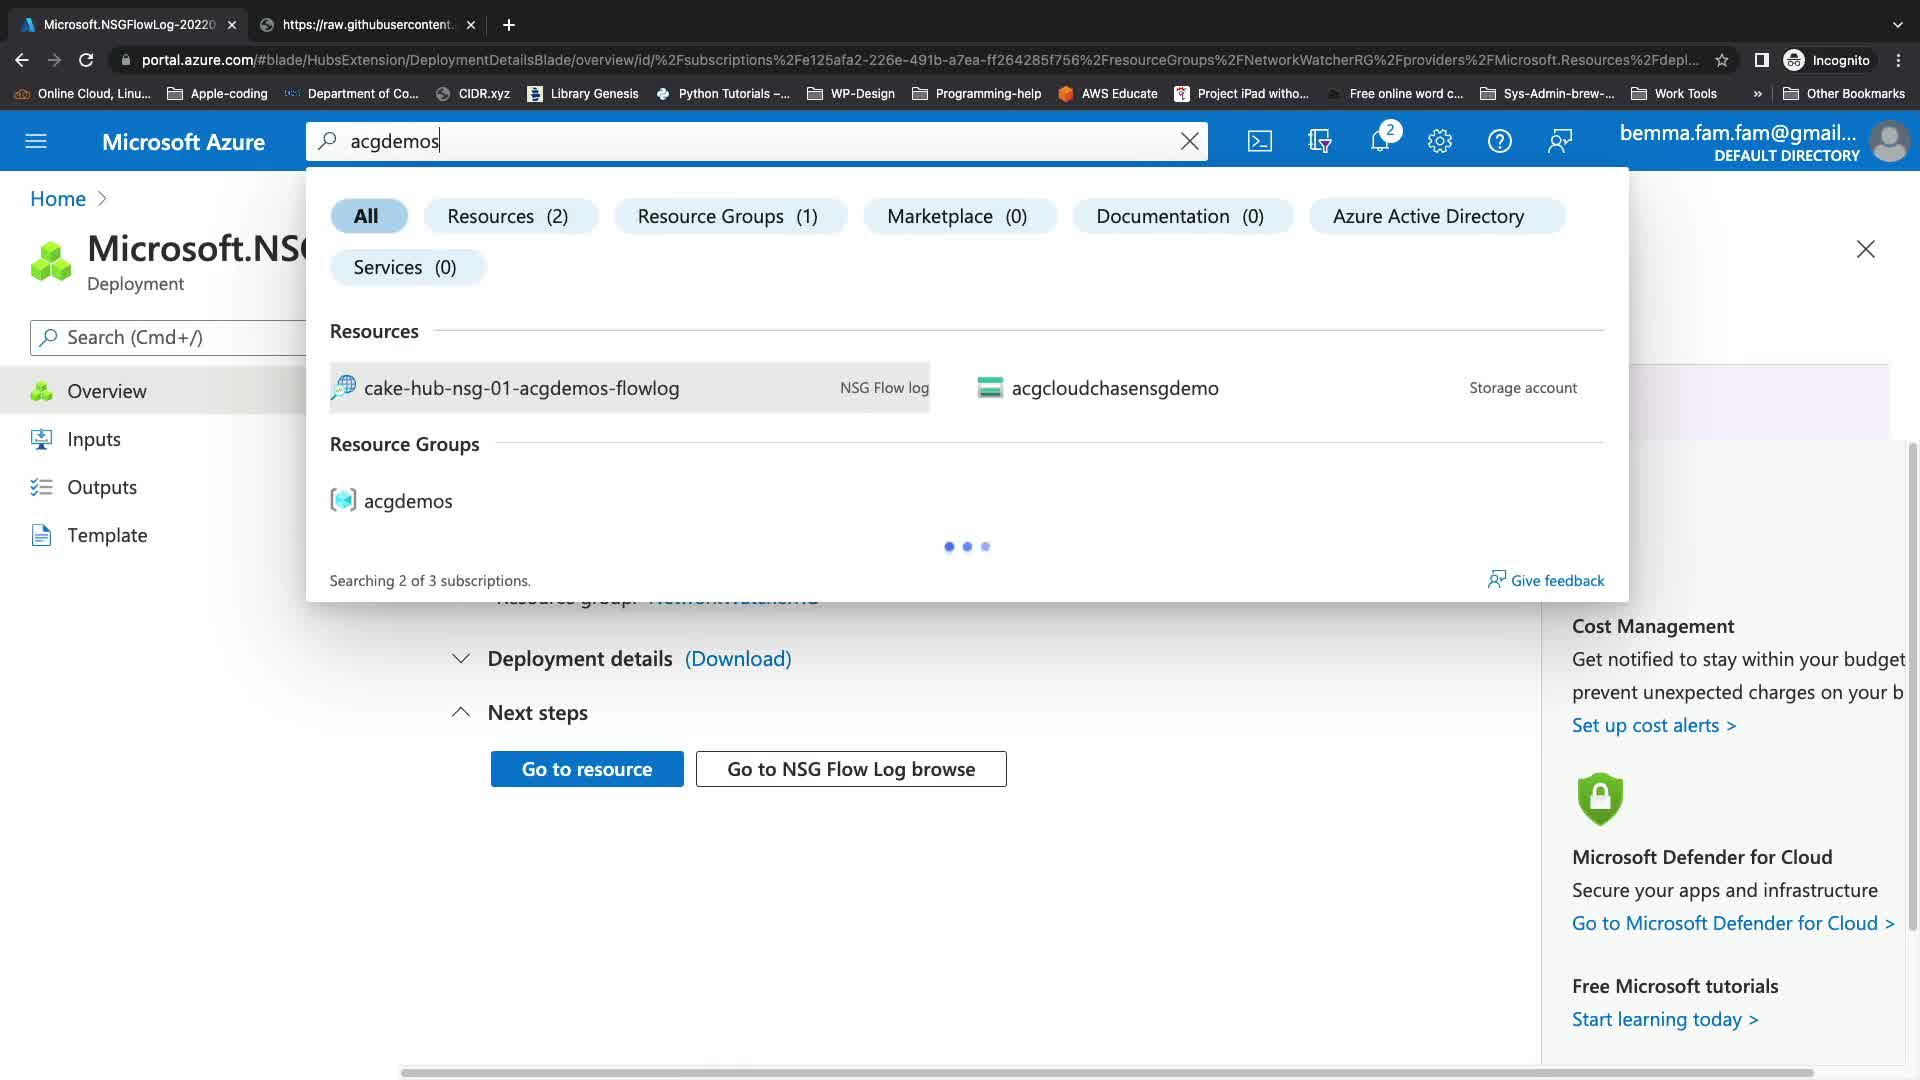 Microsoft.NSGFlowLog-20220
https://raw.githubusercontent.
portal.azure.com/#blade/HubsExtension/DeploymentDetailsBlade/overview/id/%2Fsubscriptions%2Fe125afa2-226e-491b-a7ea-ff264285f756%2FresourceGroups%2FNetworkWatcherRG%2Fproviders%2FMicrosoft.Resources%2Fdepl...
Incognito
Online Cloud, Linu...
Apple-coding
Department of Co...
CIDR.xyz
Library Genesis
Python Tutorials –...
WP-Design
Programming-help
AWS Educate
Project iPad witho...
Free online word c...
Sys-Admin-brew-...
Work Tools
»
Other Bookmarks
Microsoft Azure
acgdemos
2
bemma.fam.fam@gmail...
DEFAULT DIRECTORY
Home
Microsoft.NSG
Deployment
Search (Cmd+/)
Overview
Inputs
Outputs
Template
All
Resources (2)
Resource Groups (1)
Marketplace (0)
Documentation (0)
Azure Active Directory
Services (0)
Resources
cake-hub-nsg-01-acgdemos-flowlog
NSG Flow log
acgcloudchasensgdemo
Storage account
Resource Groups
acgdemos
Searching 2 of 3 subscriptions.
Give feedback
Resource group: NetworkWatcherRG
Deployment details (Download)
Next steps
Go to resource
Go to NSG Flow Log browse
Cost Management
Get notified to stay within your budget
prevent unexpected charges on your b
Set up cost alerts >
Microsoft Defender for Cloud
Secure your apps and infrastructure
Go to Microsoft Defender for Cloud >
Free Microsoft tutorials
Start learning today >